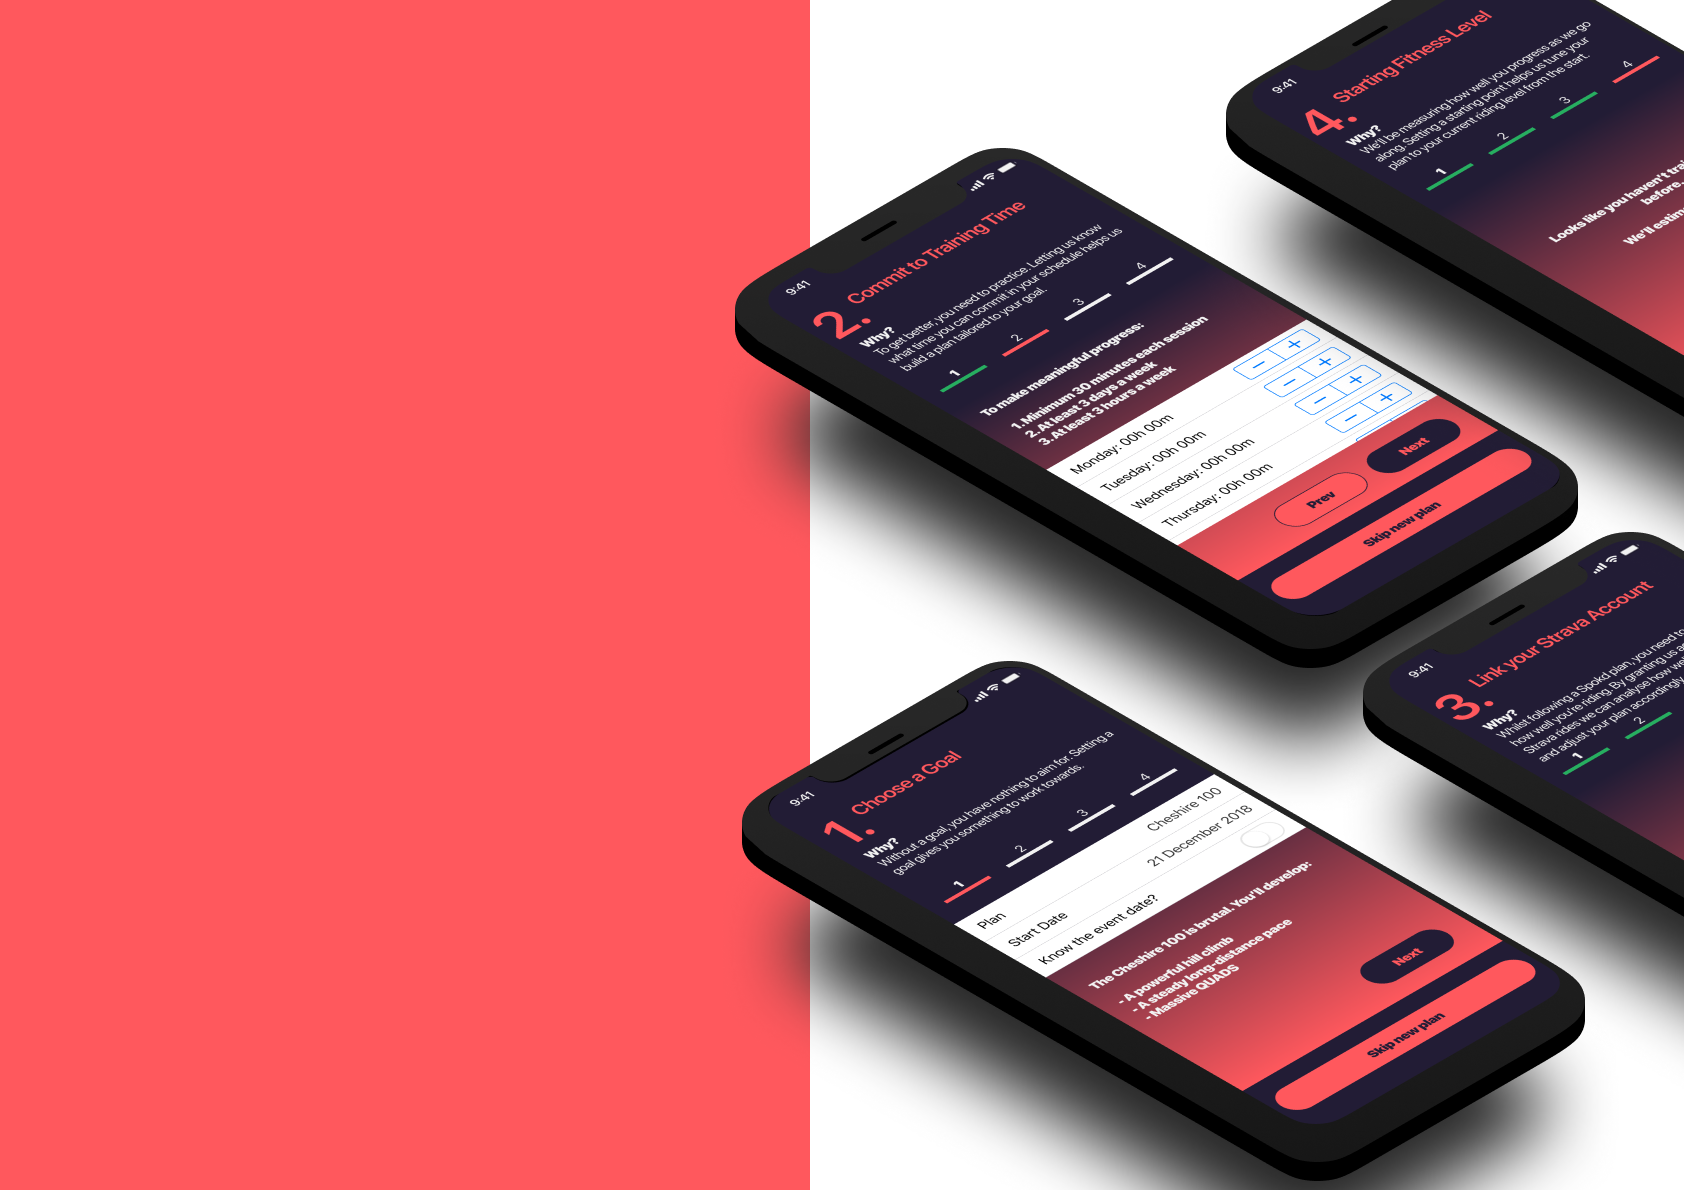 9:41
1. Choose a Goal
Why?
Without a goal, you have nothing to aim for. Setting a
goal gives you something to work towards.
1 2 3 4
Plan Cheshire 100
Start Date 21 December 2018
Know the event date?
The Cheshire 100 is brutal. You'll develop:
- A powerful hill climb
- A steady long-distance pace
- Massive QUADS
Next
Skip new plan
9:41
2. Commit to Training Time
Why?
To get better, you need to practice. Letting us know
what time you can commit in your schedule helps us
build a plan tailored to your goal.
1 2 3 4
To make meaningful progress:
1. Minimum 30 minutes each session
2. At least 3 days a week
3. At least 3 hours a week
Monday: 00h 00m − +
Tuesday: 00h 00m − +
Wednesday: 00h 00m − +
Thursday: 00h 00m − +
Prev Next
Skip new plan
9:41
3. Link your Strava Account
Why?
Whilst following a Spokd plan, you need to
how well you're riding. By granting us
Strava rides we can analyse how
and adjust your plan accordingly
1 2
9:41
4. Starting Fitness Level
Why?
We'll be measuring how well you progress as we go
along. Setting a starting point helps us tune your
plan to your current riding level from the start.
1 2 3 4
Looks like you haven't
before.
We'll